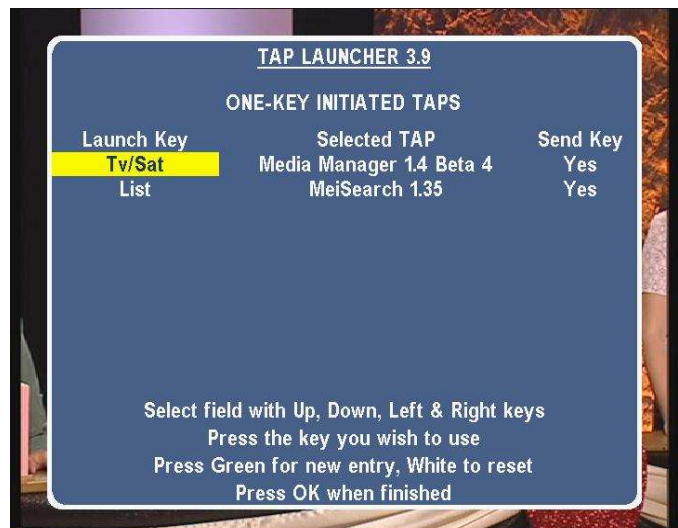 TAP LAUNCHER 3.9
ONE-KEY INITIATED TAPS
Launch Key Selected TAP Send Key
Tv/Sat Media Manager 1.4 Beta 4 Yes
List MeiSearch 1.35 Yes
Select field with Up, Down, Left & Right keys
Press the key you wish to use
Press Green for new entry, White to reset
Press OK when finished